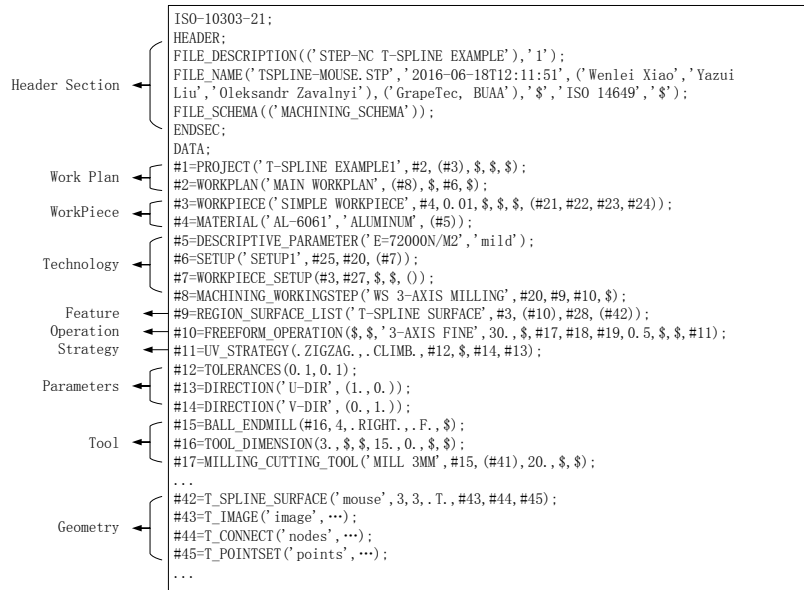 ISO-10303-21;
HEADER;
FILE_DESCRIPTION(('STEP-NC T-SPLINE EXAMPLE'),'1');
FILE_NAME('TSPLINE-MOUSE.STP','2016-06-18T12:11:51',('Wenlei Xiao','Yazui
Header Section
Liu','Oleksandr Zavalnyi'),('GrapeTec, BUAA'),'$','ISO 14649','$');
FILE_SCHEMA(('MACHINING_SCHEMA'));
ENDSEC;
DATA;
#1=PROJECT('T-SPLINE EXAMPLE1',#2,(#3),$,$,$);
Work Plan
#2=WORKPLAN('MAIN WORKPLAN',(#8),$,#6,$);
#3=WORKPIECE('SIMPLE WORKPIECE',#4,0.01,$,$,$,(#21,#22,#23,#24));
WorkPiece
#4=MATERIAL('AL-6061','ALUMINUM',(#5));
#5=DESCRIPTIVE_PARAMETER('E=72000N/M2','mild');
Technology
#6=SETUP('SETUP1',#25,#20,(#7));
#7=WORKPIECE_SETUP(#3,#27,$,$,());
#8=MACHINING_WORKINGSTEP('WS 3-AXIS MILLING',#20,#9,#10,$);
Feature
#9=REGION_SURFACE_LIST('T-SPLINE SURFACE',#3,(#10),#28,(#42));
Operation
#10=FREEFORM_OPERATION($,$,'3-AXIS FINE',30.,$,#17,#18,#19,0.5,$,$,#11);
Strategy
#11=UV_STRATEGY(.ZIGZAG.,.CLIMB.,#12,$,#14,#13);
#12=TOLERANCES(0.1,0.1);
Parameters
#13=DIRECTION('U-DIR',(1.,0.));
#14=DIRECTION('V-DIR',(0.,1.));
#15=BALL_ENDMILL(#16,4,.RIGHT.,.F.,$);
Tool
#16=TOOL_DIMENSION(3.,$,$,15.,0.,$,$);
#17=MILLING_CUTTING_TOOL('MILL 3MM',#15,(#41),20.,$,$);
...
#42=T_SPLINE_SURFACE('mouse',3,3,.T.,#43,#44,#45);
#43=T_IMAGE('image',…);
Geometry
#44=T_CONNECT('nodes',…);
#45=T_POINTSET('points',…);
...